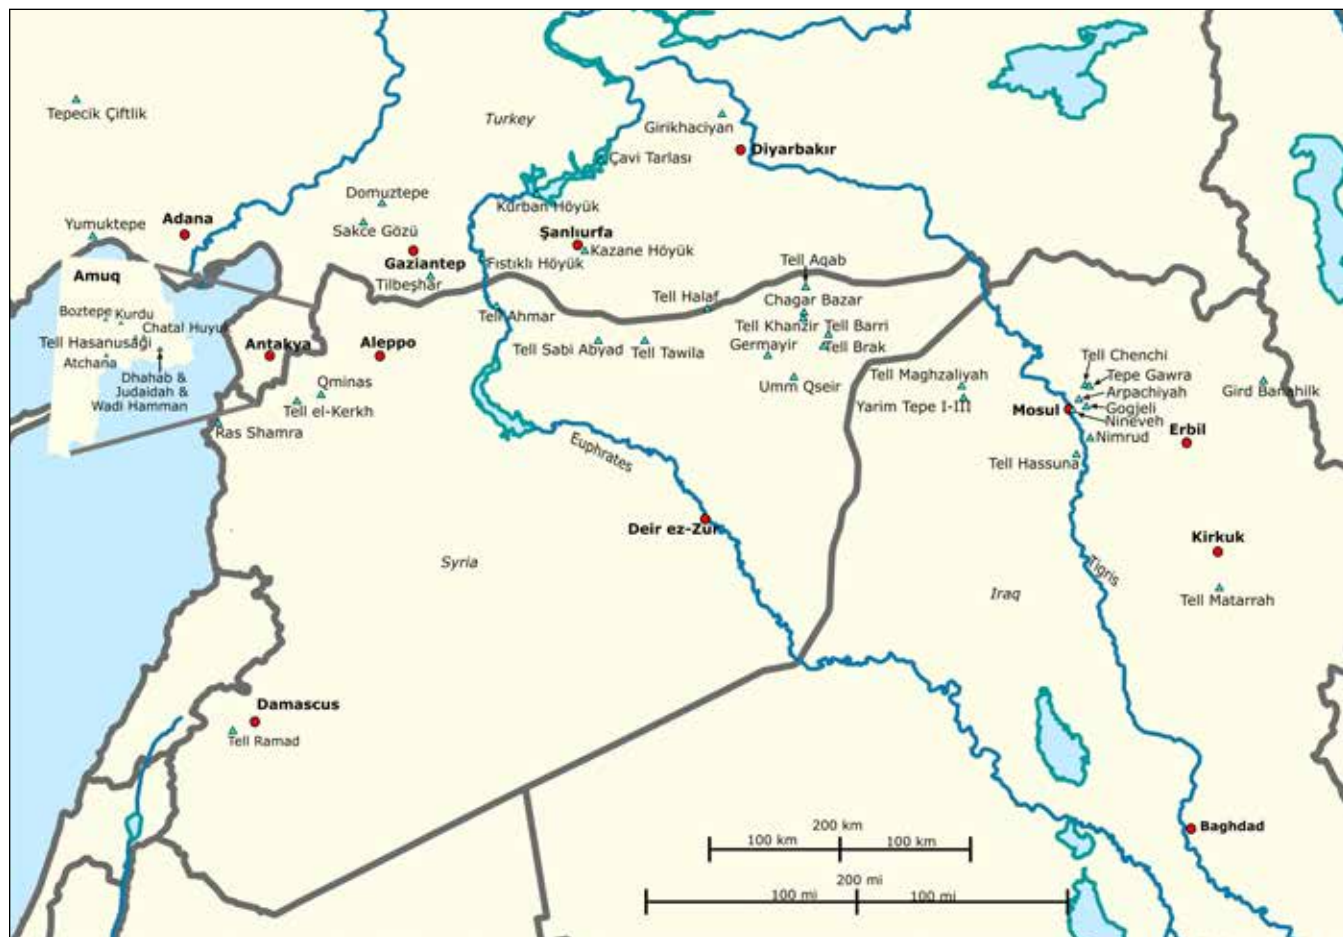 Tepecik Çiftlik
Turkey
Girikhaciyan
Diyarbakır
Çavi Tarlası
Domuztepe
Kurban Höyük
Yumuktepe
Adana
Sakce Gözü
Şanlıurfa
Kazane Höyük
Gaziantep
Fıstıklı Höyük
Tell Aqab
Amuq
Tilbeshar
Tell Halaf
Chagar Bazar
Boztepe
Kurdu
Chatal Huyuk
Tell Ahmar
Tell Khanzir
Tell Barri
Tell Hasanusağı
Antakya
Aleppo
Tell Sabi Abyad
Tell Tawila
Germayir
Tell Brak
Atchana
Tell Chenchi
Dhahab &
Judaidah &
Wadi Hamman
Qminas
Umm Qseir
Tell Maghzaliyah
Tepe Gawra
Gird Banahilk
Tell el-Kerkh
Yarim Tepe I-III
Arpachiyah
Mosul
Gogjeli
Nineveh
Ras Shamra
Erbil
Nimrud
Euphrates
Tell Hassuna
Deir ez-Zur
Kirkuk
Syria
Tigris
Iraq
Tell Matarrah
Damascus
Tell Ramad
200 km
Baghdad
100 km
100 km
200 mi
100 mi
100 mi